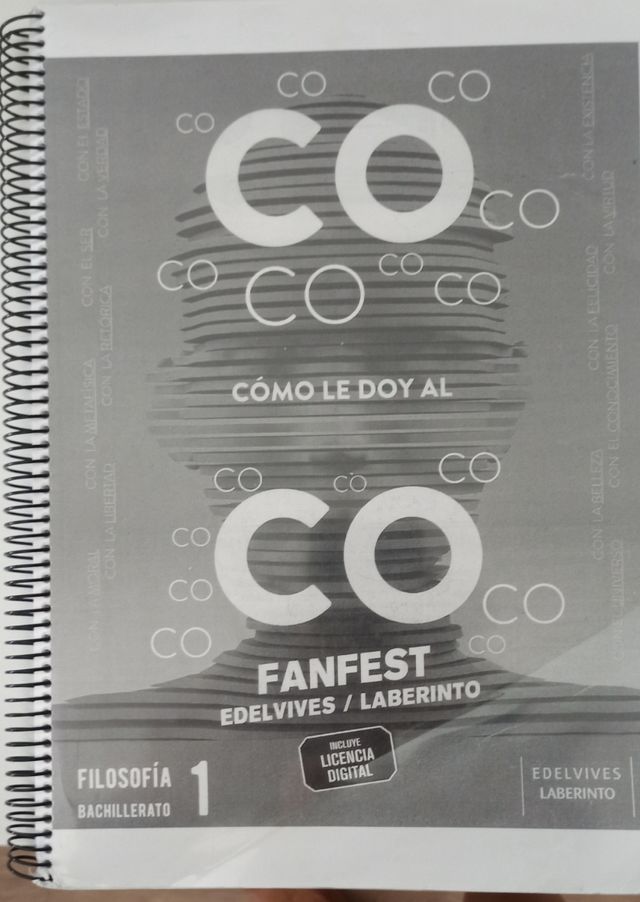 CO CO
CO
CO
CO
CO CO
CO CO
CÓMO LE DOY AL
CO CO CO
CO
CO
CO
CO
CO CO
FANFEST
EDELVIVES / LABERINTO
INCLUYE
LICENCIA
DIGITAL
FILOSOFÍA 1
BACHILLERATO
EDELVIVES
LABERINTO
CON EL ESTADO
CON LA VERDAD
CON EL SER
CON LA RETÓRICA
CON LA METAFÍSICA
CON LA LIBERTAD
CON LA MORAL
CON LA EXISTENCIA
CON LA VIRTUD
CON LA FELICIDAD
CON EL CONOCIMIENTO
CON LA BELLEZA
UNIVERSO